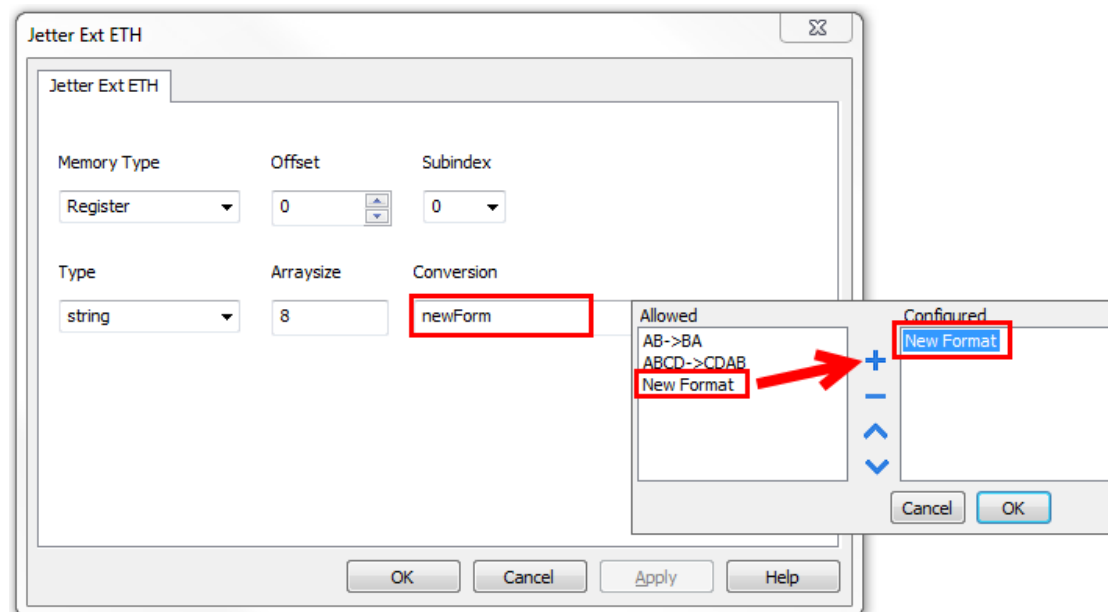 Jetter Ext ETH
Jetter Ext ETH
Memory Type Offset Subindex
Register 0 0
Type Arraysize Conversion
string 8 newForm
Allowed Configured
AB->BA New Format
ABCD->CDAB
New Format
Cancel OK
OK Cancel Apply Help